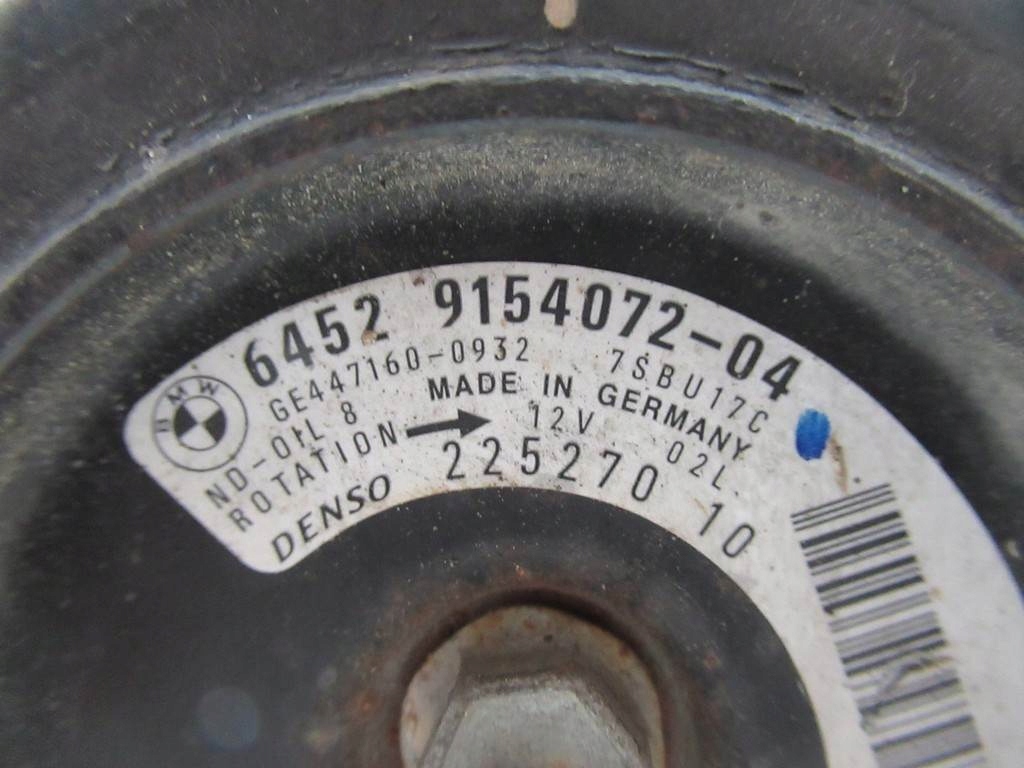 BMW
6452 9154072-04
GE447160-0932 7SBU17C
MADE IN GERMANY
ND-OIL 8
ROTATION 12V 02L.
225270 10
DENSO